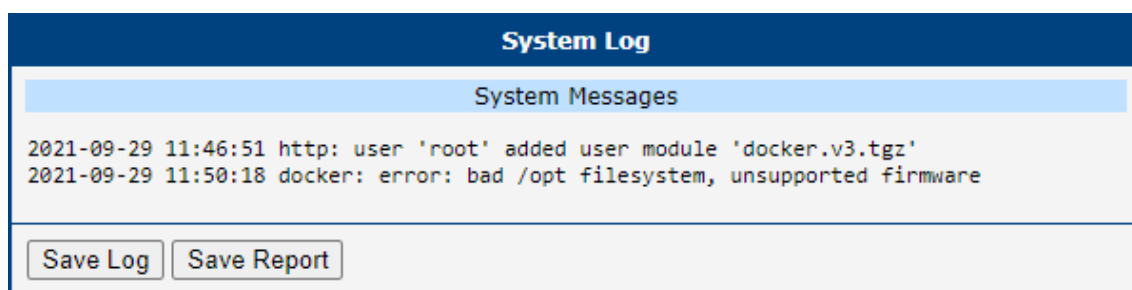 System Log
System Messages
2021-09-29 11:46:51 http: user 'root' added user module 'docker.v3.tgz'
2021-09-29 11:50:18 docker: error: bad /opt filesystem, unsupported firmware
Save Log Save Report